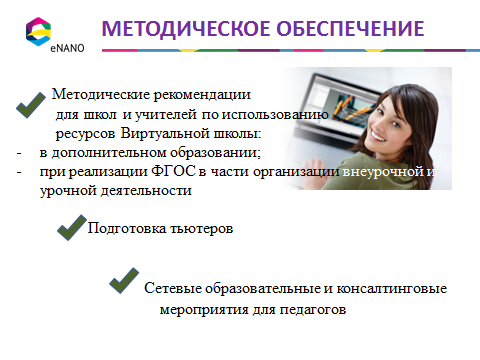 eNANO
МЕТОДИЧЕСКОЕ ОБЕСПЕЧЕНИЕ
Методические рекомендации
для школ и учителей по использованию
ресурсов Виртуальной школы:
- в дополнительном образовании;
- при реализации ФГОС в части организации внеурочной и
урочной деятельности
Подготовка тьютеров
Сетевые образовательные и консалтинговые
мероприятия для педагогов